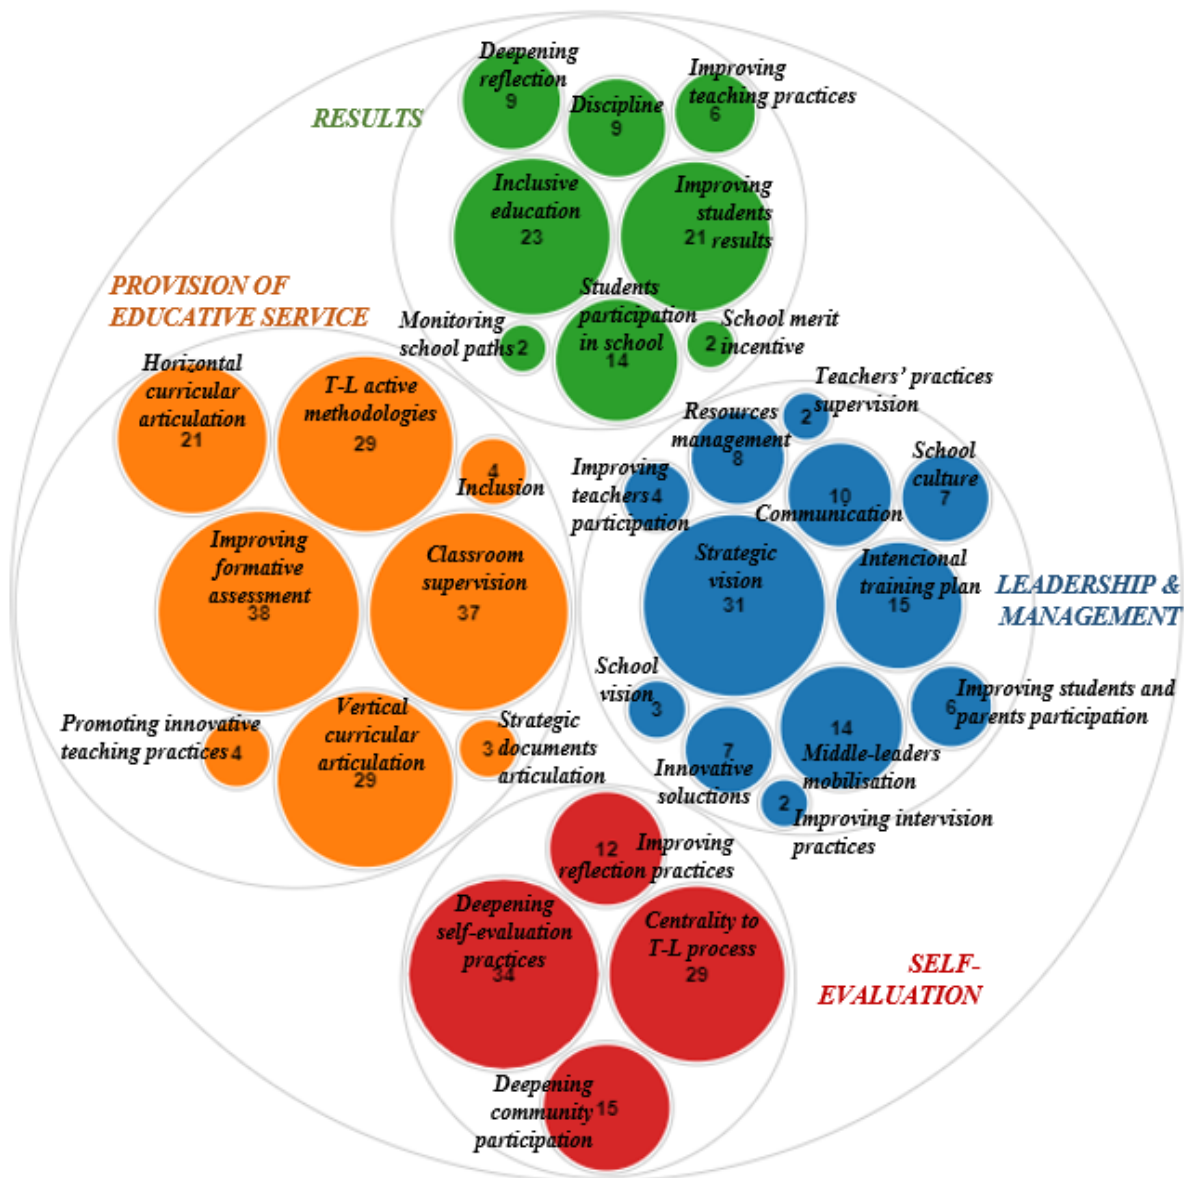 RESULTS
Deepening
reflection
9
Discipline
9
Improving
teaching practices
6
Inclusive
education
23
Improving
students
results
21
Monitoring
school paths
2
Students
participation
in school
14
School merit
incentive
2
PROVISION OF
EDUCATIVE SERVICE
Horizontal
curricular
articulation
21
T-L active
methodologies
29
4
Inclusion
Improving
formative
assessment
38
Classroom
supervision
37
Promoting innovative
teaching practices
4
Vertical
curricular
articulation
29
Strategic
documents
articulation
3
LEADERSHIP &
MANAGEMENT
Teachers' practices
supervision
2
Resources
management
8
Improving
teachers
participation
4
10
Communication
School
culture
7
Strategic
vision
31
Intencional
training plan
15
School
vision
3
7
Innovative
soluctions
14
Middle-leaders
mobilisation
Improving students and
parents participation
6
2
Improving intervision
practices
SELF-
EVALUATION
12
Improving
reflection practices
Deepening
self-evaluation
practices
34
Centrality to
T-L process
29
Deepening
community
participation
15